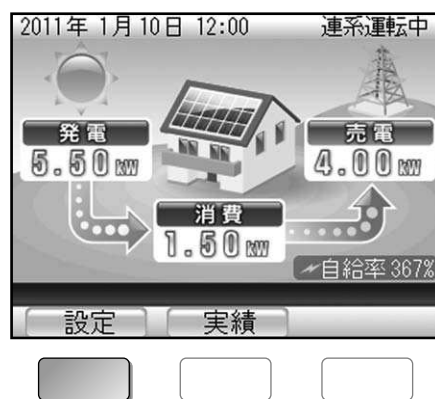 2011年 1月10日 12:00 連系運転中
発電 売電
5.50 kW 4.00 kW
消費
1.50 kW
自給率 367%
設定 実績